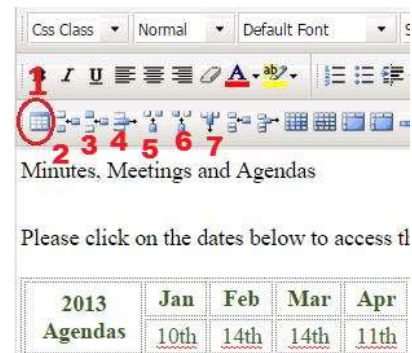 Css Class Normal Default Font S
B I U A ab
1
2 3 4 5 6 7
Minutes, Meetings and Agendas
Please click on the dates below to access th
2013 Agendas Jan Feb Mar Apr
10th 14th 14th 11th